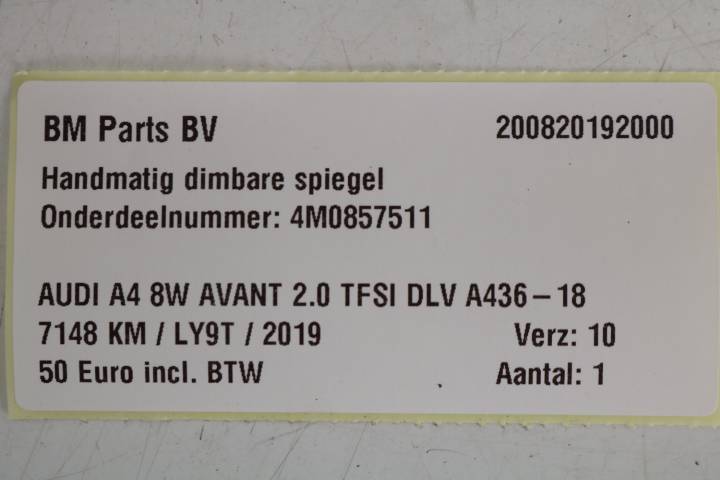 BM Parts BV 200820192000
Handmatig dimbare spiegel
Onderdeelnummer: 4M0857511
AUDI A4 8W AVANT 2.0 TFSI DLV A436-18
7148 KM / LY9T / 2019 Verz: 10
50 Euro incl. BTW Aantal: 1